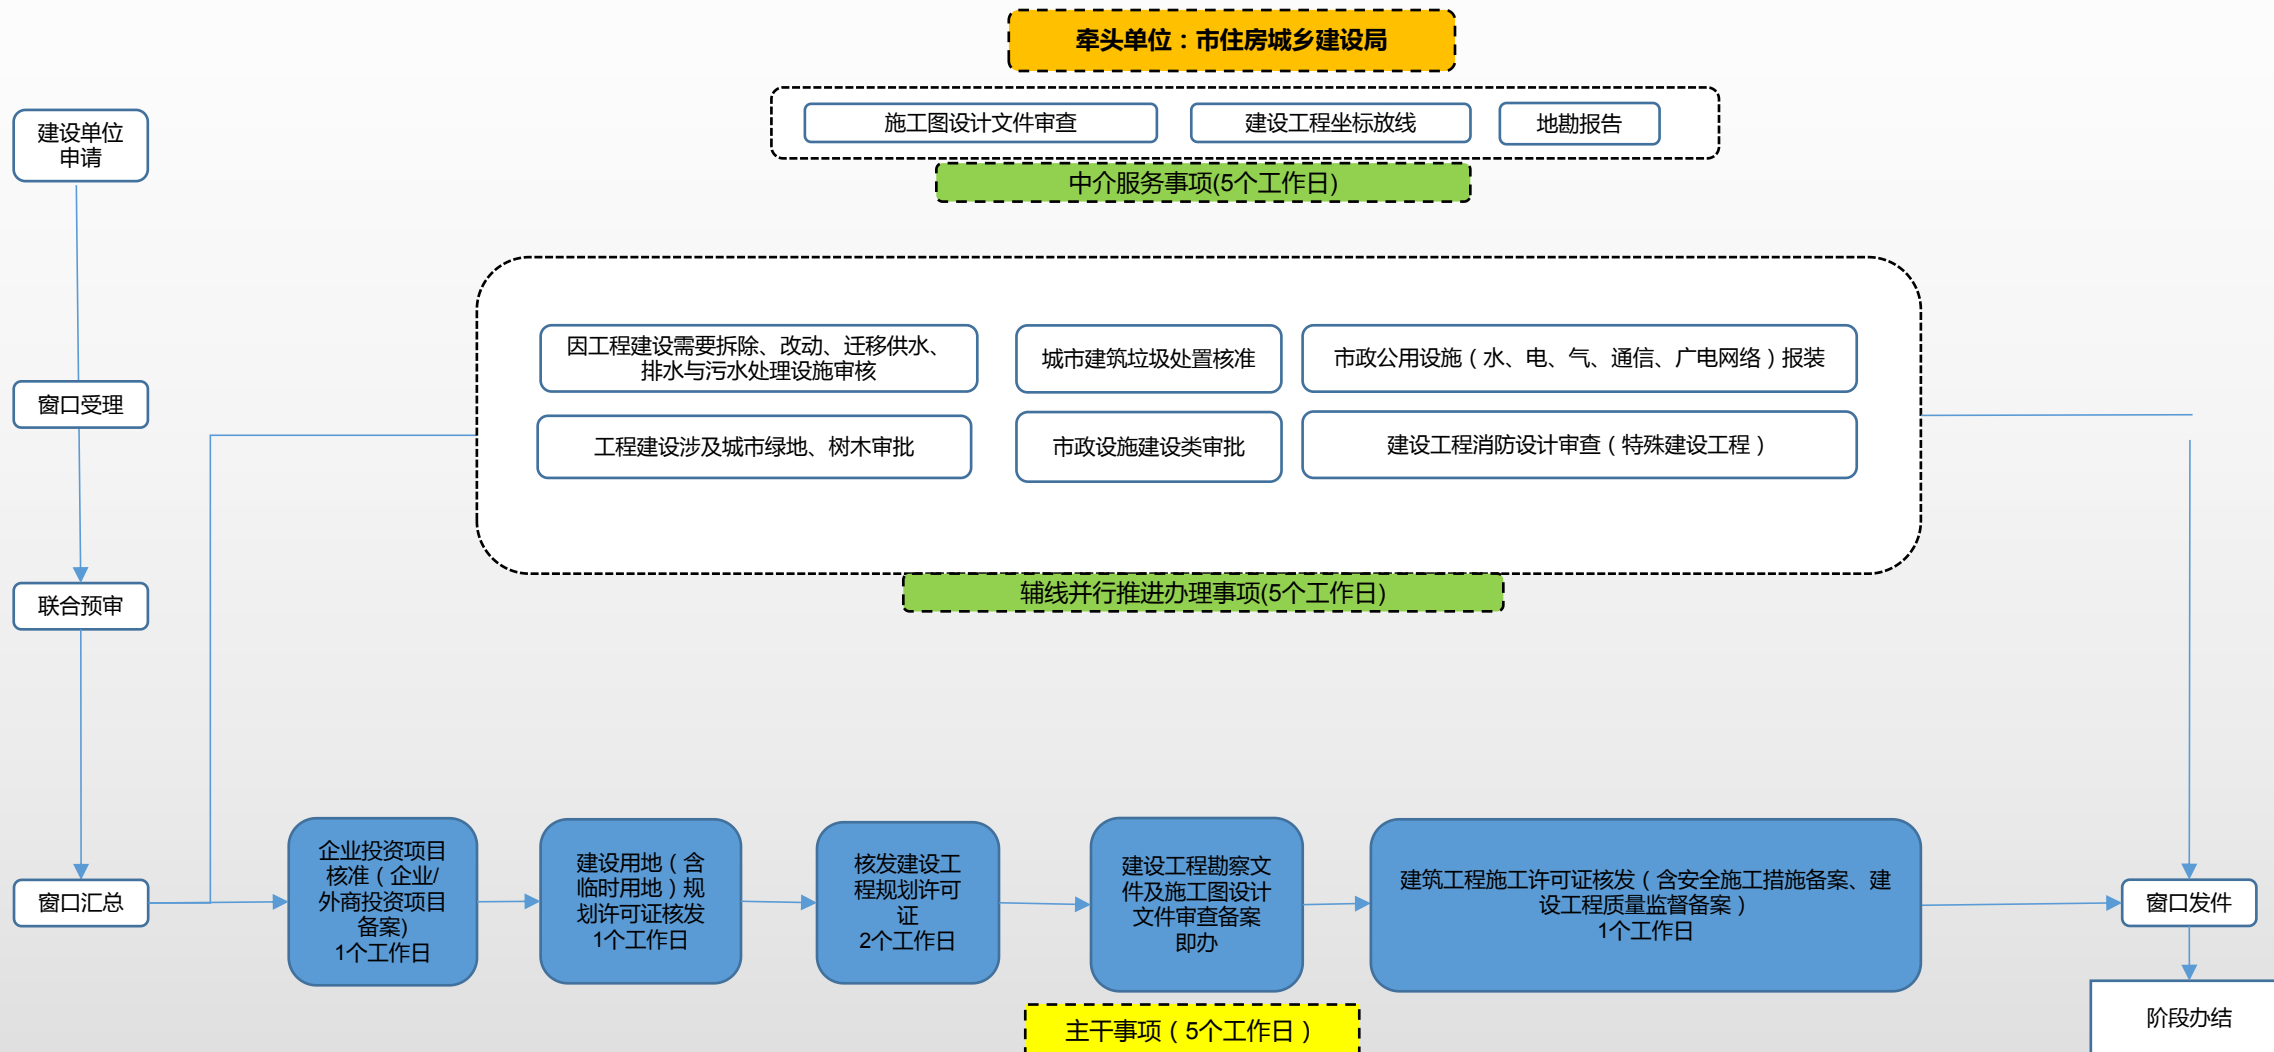 牵头单位：市住房城乡建设局
施工图设计文件审查
建设工程坐标放线
地勘报告
中介服务事项(5个工作日)
建设单位
申请
窗口受理
联合预审
窗口汇总
因工程建设需要拆除、改动、迁移供水、
排水与污水处理设施审核
城市建筑垃圾处置核准
市政公用设施（水、电、气、通信、广电网络）报装
工程建设涉及城市绿地、树木审批
市政设施建设类审批
建设工程消防设计审查（特殊建设工程）
辅线并行推进办理事项(5个工作日)
企业投资项目
核准（企业/
外商投资项目
备案)
1个工作日
建设用地（含
临时用地）规
划许可证核发
1个工作日
核发建设工
程规划许可
证
2个工作日
建设工程勘察文
件及施工图设计
文件审查备案
即办
建筑工程施工许可证核发（含安全施工措施备案、建
设工程质量监督备案）
1个工作日
窗口发件
主干事项（5个工作日）
阶段办结